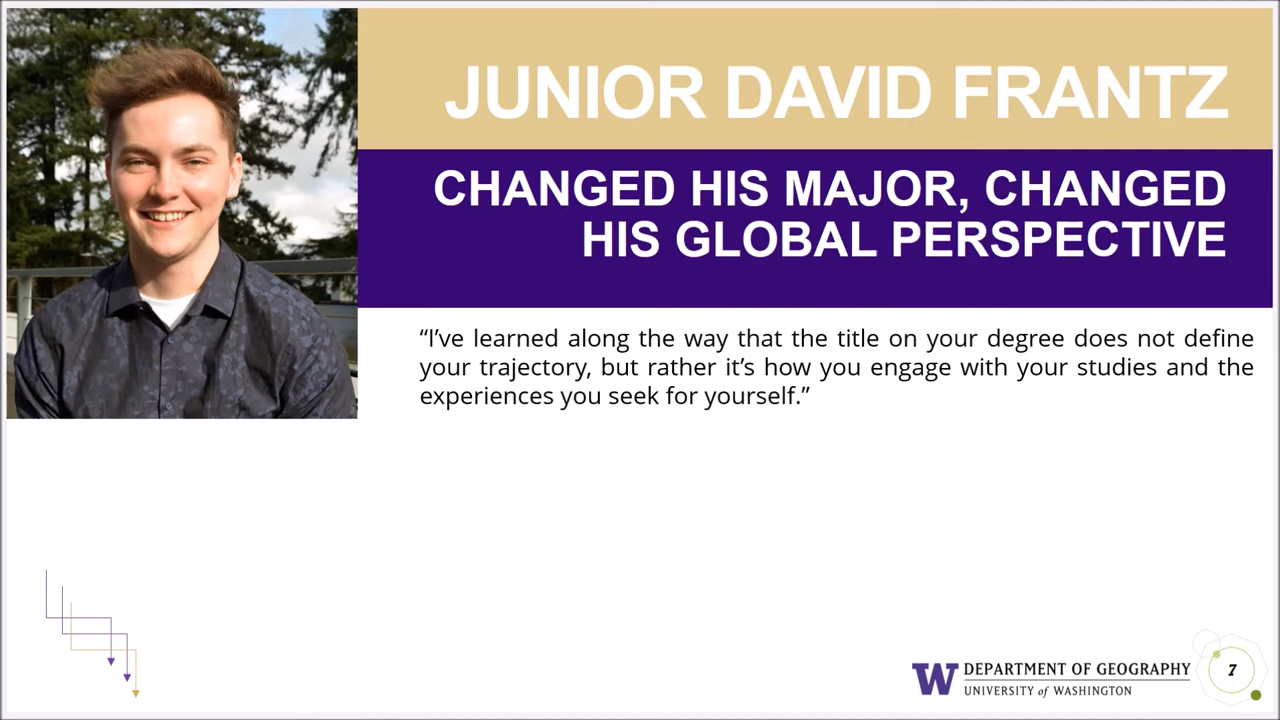 JUNIOR DAVID FRANTZ
CHANGED HIS MAJOR, CHANGED
HIS GLOBAL PERSPECTIVE
“I’ve learned along the way that the title on your degree does not define
your trajectory, but rather it’s how you engage with your studies and the
experiences you seek for yourself.”
W DEPARTMENT OF GEOGRAPHY
UNIVERSITY of WASHINGTON
7